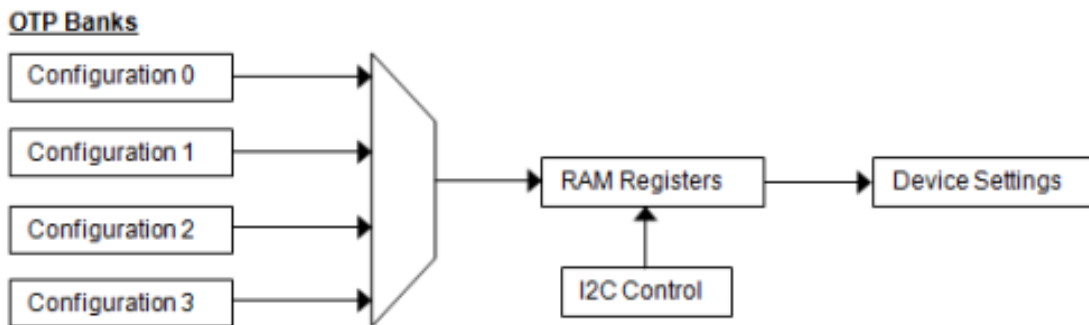 OTP Banks
Configuration 0
Configuration 1
Configuration 2
Configuration 3
RAM Registers
Device Settings
I2C Control